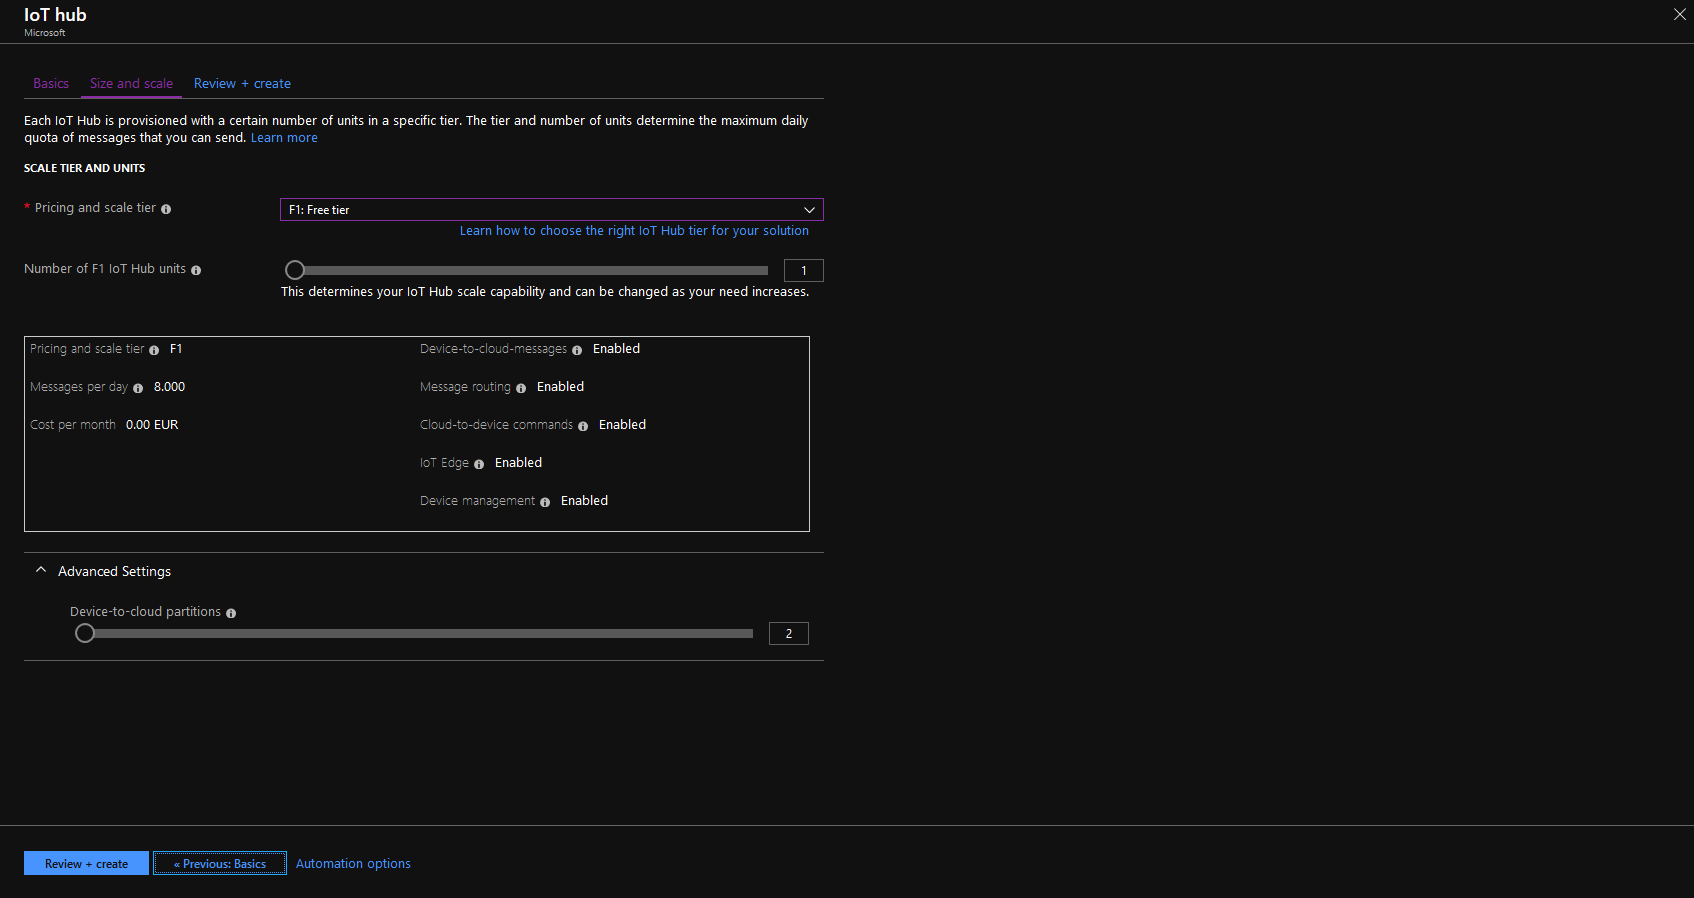 IoT hub
Microsoft
Basics
Size and scale
Review + create
Each IoT Hub is provisioned with a certain number of units in a specific tier. The tier and number of units determine the maximum daily
quota of messages that you can send. Learn more
SCALE TIER AND UNITS
* Pricing and scale tier
F1: Free tier
Learn how to choose the right IoT Hub tier for your solution
Number of F1 IoT Hub units
1
This determines your IoT Hub scale capability and can be changed as your need increases.
Pricing and scale tier F1
Messages per day 8.000
Cost per month 0.00 EUR
Device-to-cloud-messages Enabled
Message routing Enabled
Cloud-to-device commands Enabled
IoT Edge Enabled
Device management Enabled
Advanced Settings
Device-to-cloud partitions
2
Review + create
« Previous: Basics
Automation options